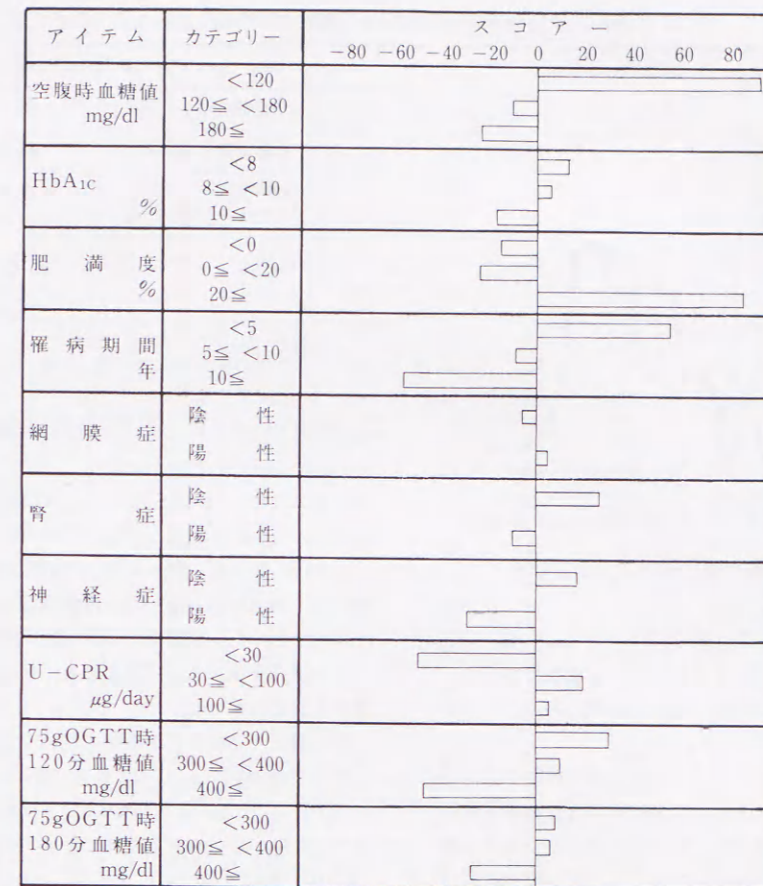 アイテム カテゴリー スコアー
-80 -60 -40 -20 0 20 40 60 80
空腹時血糖値 <120
mg/dl 120≦ <180
180≦
HbA1C <8
% 8≦ <10
10≦
肥満度 <0
% 0≦ <20
20≦
罹病期間 <5
年 5≦ <10
10≦
網膜症 陰性
陽性
腎症 陰性
陽性
神経症 陰性
陽性
U-CPR <30
μg/day 30≦ <100
100≦
75gOGTT時 <300
120分血糖値 300≦ <400
mg/dl 400≦
75gOGTT時 <300
180分血糖値 300≦ <400
mg/dl 400≦